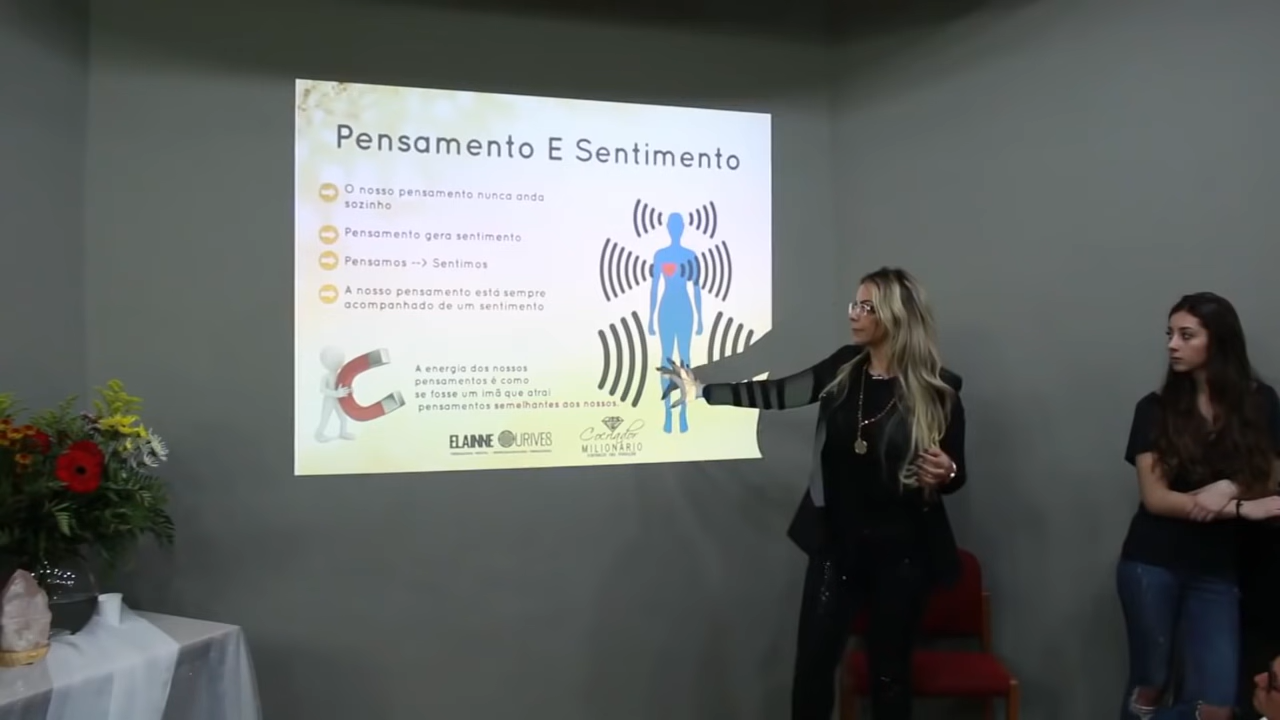 Pensamento E Sentimento
O nosso pensamento nunca anda
sozinho
Pensamento gera sentimento
Pensamos --> Sentimos
A nosso pensamento está sempre
acompanhado de um sentimento
A energia dos nossos
pensamentos é como
se fosse um imã que atrai
pensamentos semelhantes aos nossos.
ELAINNE OURIVES
Cocriador
MILIONÁRIO